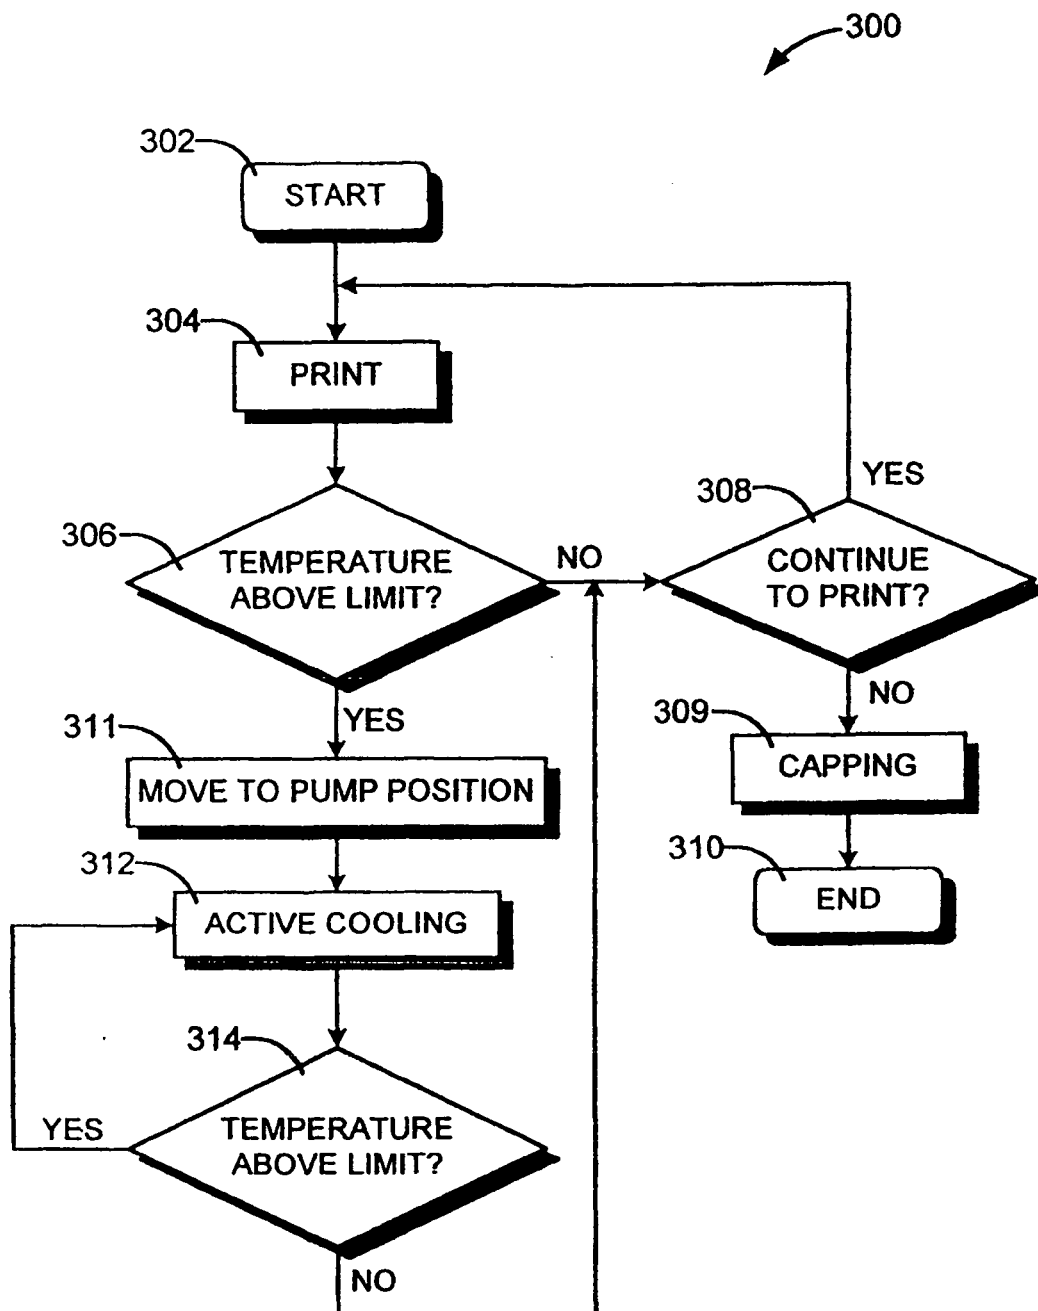 300
302
START
304
PRINT
306
TEMPERATURE
ABOVE LIMIT?
NO
308
YES
CONTINUE
TO PRINT?
NO
309
CAPPING
310
END
YES
311
MOVE TO PUMP POSITION
312
ACTIVE COOLING
314
YES
TEMPERATURE
ABOVE LIMIT?
NO